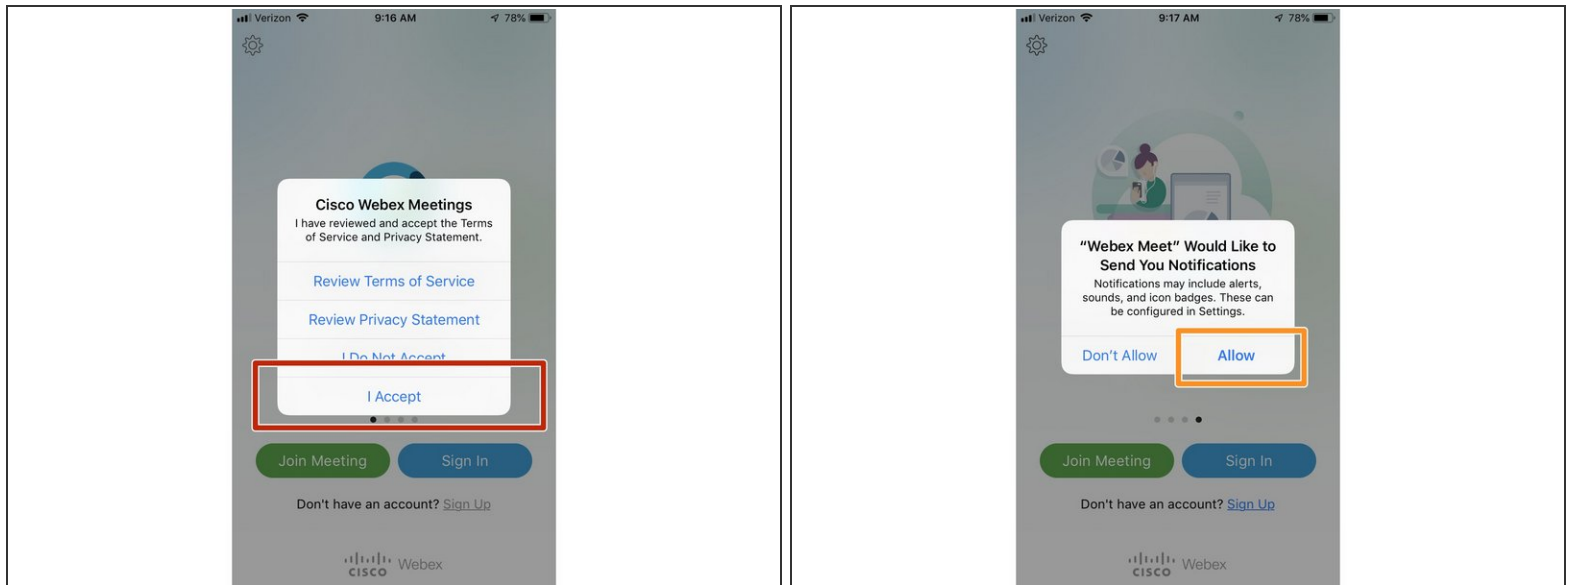 Verizon 9:16 AM 78%
Cisco Webex Meetings
I have reviewed and accept the Terms
of Service and Privacy Statement.
Review Terms of Service
Review Privacy Statement
I Do Not Accept
I Accept
Join Meeting Sign In
Don't have an account? Sign Up
CISCO Webex
Verizon 9:17 AM 78%
“Webex Meet” Would Like to
Send You Notifications
Notifications may include alerts,
sounds, and icon badges. These can
be configured in Settings.
Don’t Allow Allow
Join Meeting Sign In
Don't have an account? Sign Up
CISCO Webex